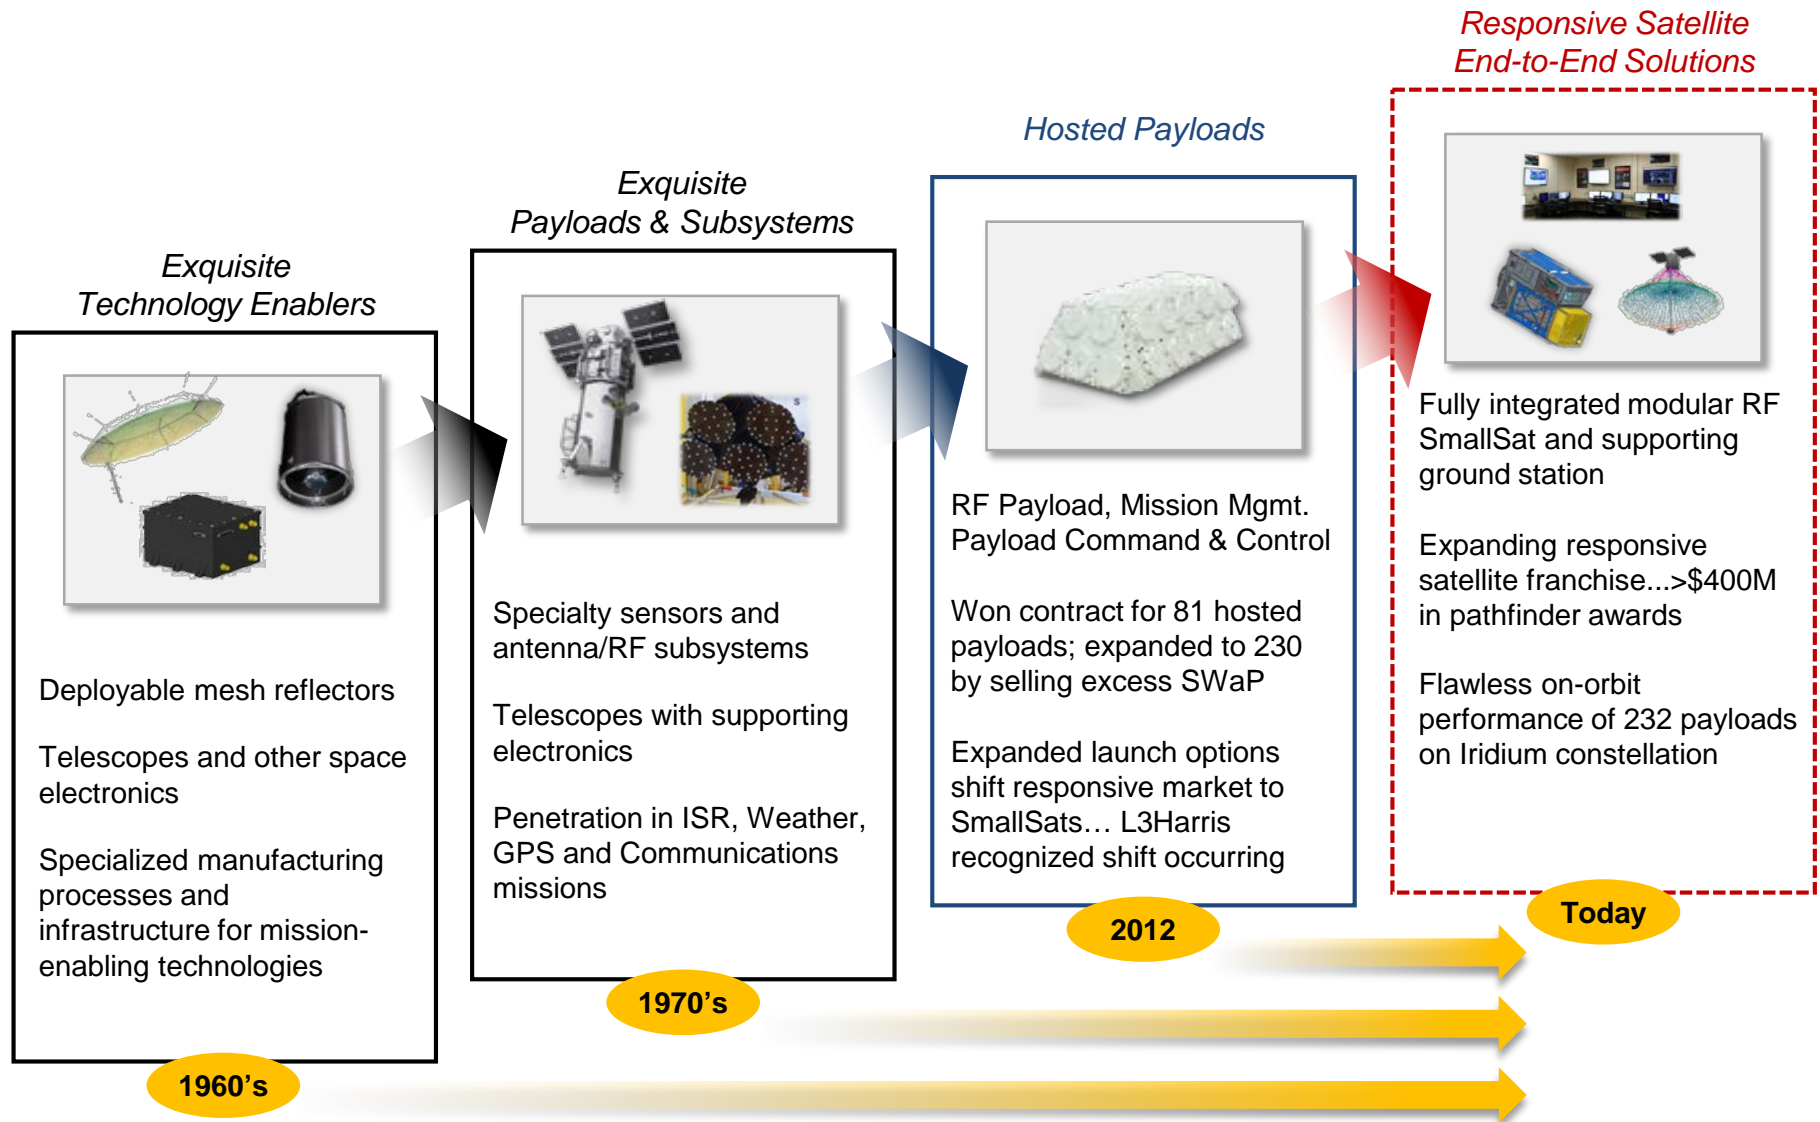 Exquisite
Technology Enablers
Deployable mesh reflectors
Telescopes and other space
electronics
Specialized manufacturing
processes and
infrastructure for mission-
enabling technologies
1960's
Exquisite
Payloads & Subsystems
s
Specialty sensors and
antenna/RF subsystems
Telescopes with supporting
electronics
Penetration in ISR, Weather,
GPS and Communications
missions
1970's
Hosted Payloads
RF Payload, Mission Mgmt.
Payload Command & Control
Won contract for 81 hosted
payloads; expanded to 230
by selling excess SWaP
Expanded launch options
shift responsive market to
SmallSats… L3Harris
recognized shift occurring
2012
Responsive Satellite
End-to-End Solutions
Fully integrated modular RF
SmallSat and supporting
ground station
Expanding responsive
satellite franchise...>$400M
in pathfinder awards
Flawless on-orbit
performance of 232 payloads
on Iridium constellation
Today